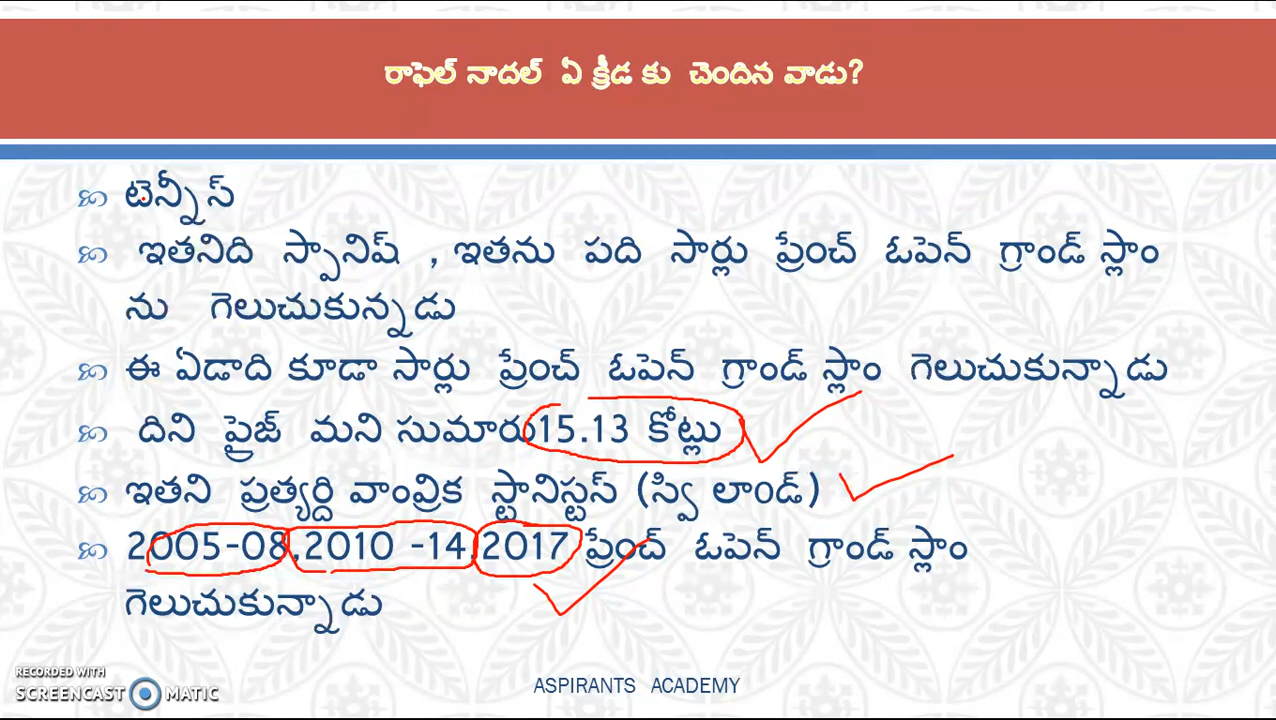 రాఫెల్ నాదల్ ఏ క్రీడ కు చెందిన వాడు?
టెన్నీస్
ఇతనిది స్పానిష్ , ఇతను పది సార్లు ప్రేంచ్ ఓపెన్ గ్రాండ్ స్లాం
ను గెలుచుకున్నడు
ఈ ఏడాది కూడా సార్లు ప్రేంచ్ ఓపెన్ గ్రాండ్ స్లాం గెలుచుకున్నాడు
దిని ప్రైజ్ మని సుమారు15.13 కోట్లు
ఇతని ప్రత్యర్ది వాంవ్రిక స్టానిస్టస్ (స్వి లాండ్)
2005-08,2010 -14,2017 ప్రేంచ్ ఓపెన్ గ్రాండ్ స్లాం
గెలుచుకున్నాడు
RECORDED WITH
SCREENCAST MATIC
ASPIRANTS ACADEMY